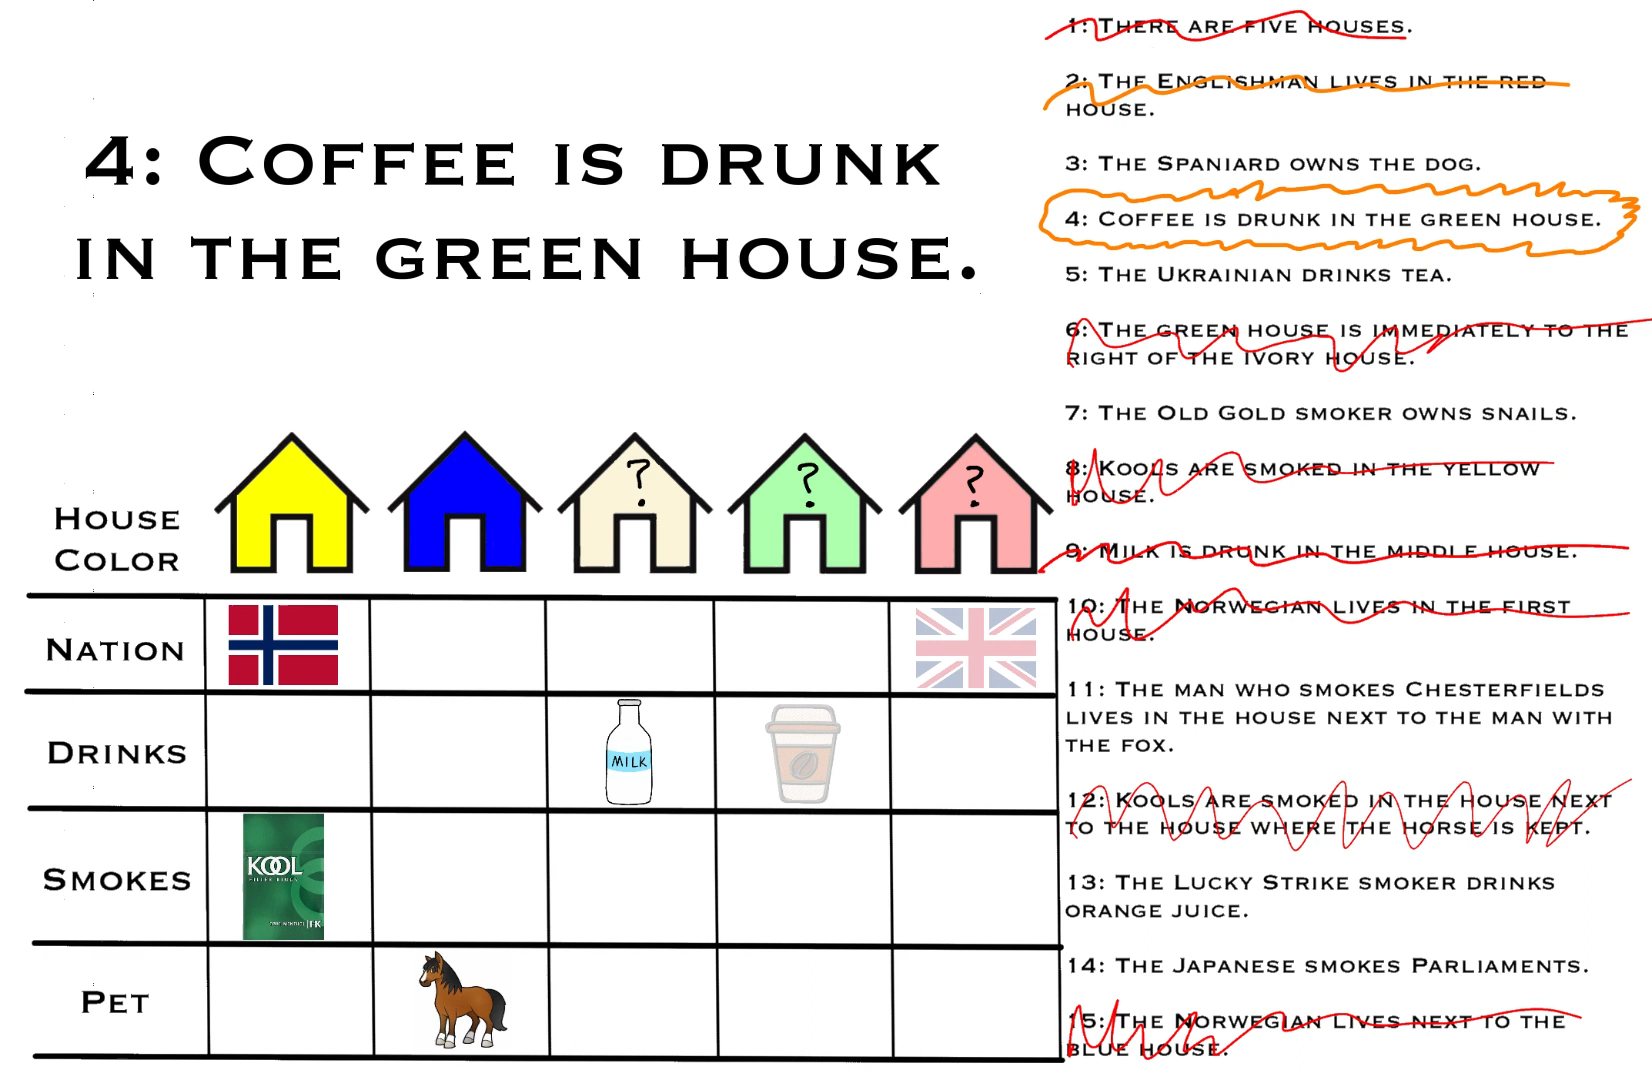 4: Coffee is drunk
in the green house.
? ? ?
House
Color
Nation
Drinks
MILK
Smokes
KOOL
Pet
1: There are five houses.
2: The Englishman lives in the red
house.
3: The Spaniard owns the dog.
4: Coffee is drunk in the green house.
5: The Ukrainian drinks tea.
6: The green house is immediately to the
right of the ivory house.
7: The Old Gold smoker owns snails.
8: Kools are smoked in the yellow
house.
9: Milk is drunk in the middle house.
10: The Norwegian lives in the first
house.
11: The man who smokes Chesterfields
lives in the house next to the man with
the fox.
12: Kools are smoked in the house next
to the house where the horse is kept.
13: The Lucky Strike smoker drinks
orange juice.
14: The Japanese smokes Parliaments.
15: The Norwegian lives next to the
blue house.